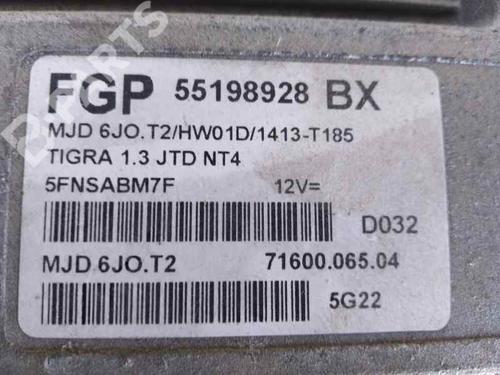 FGP 55198928 BX
MJD 6JO.T2/HW01D/1413-T185
TIGRA 1.3 JTD NT4
5FNSABM7F 12V=
D032
MJD 6JO.T2 71600.065.04
5G22